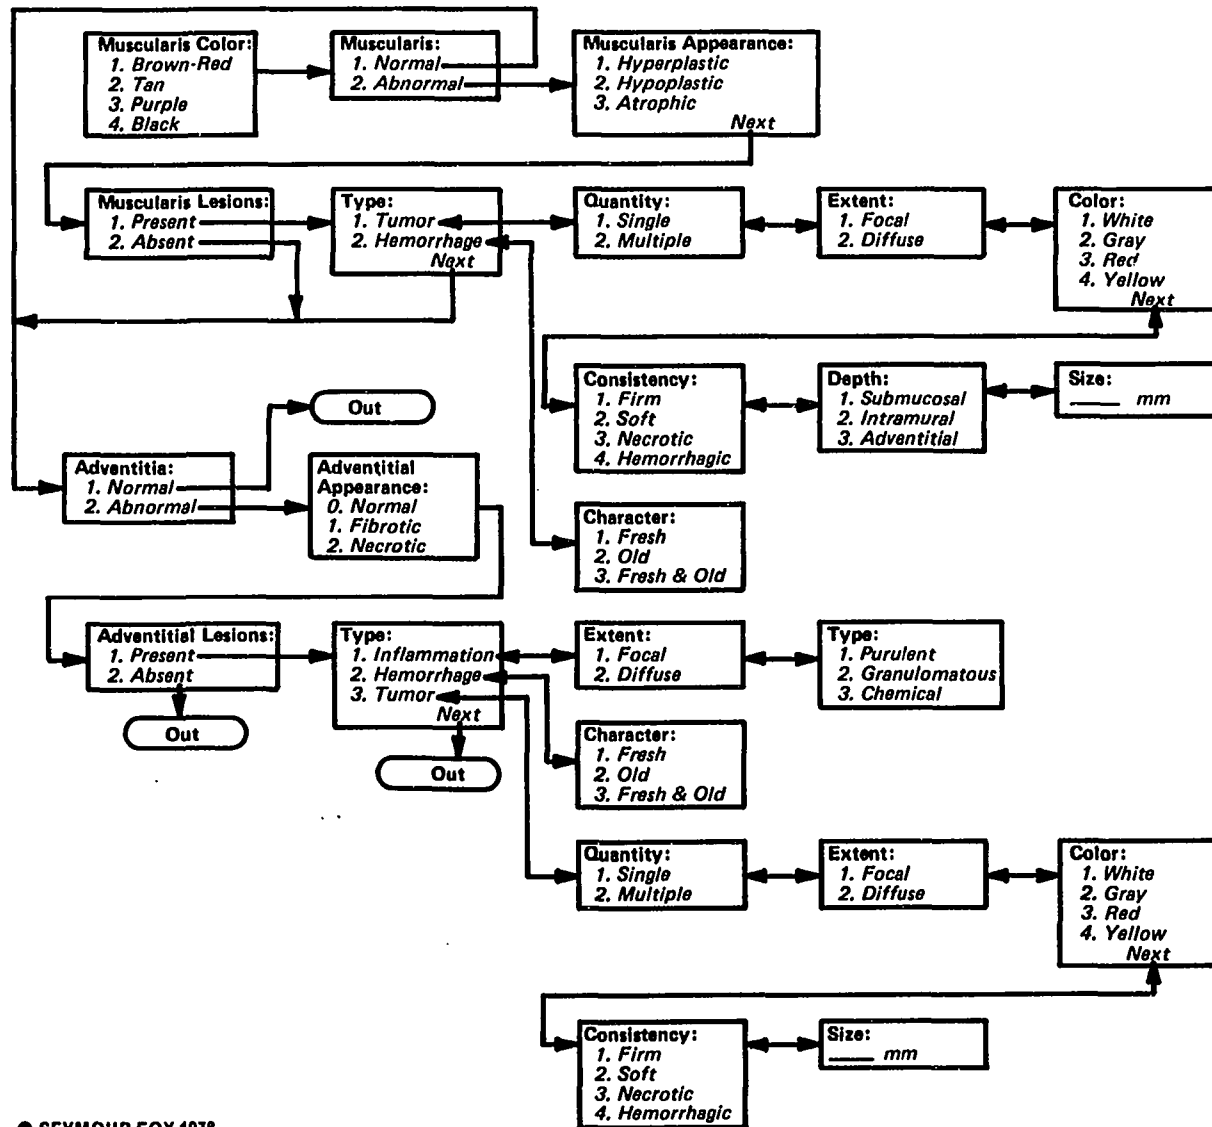 Muscularis Color:
1. Brown-Red
2. Tan
3. Purple
4. Black
Muscularis:
1. Normal
2. Abnormal
Muscularis Appearance:
1. Hyperplastic
2. Hypoplastic
3. Atrophic
Next
Muscularis Lesions:
1. Present
2. Absent
Type:
1. Tumor
2. Hemorrhage
Next
Quantity:
1. Single
2. Multiple
Extent:
1. Focal
2. Diffuse
Color:
1. White
2. Gray
3. Red
4. Yellow
Next
Consistency:
1. Firm
2. Soft
3. Necrotic
4. Hemorrhagic
Depth:
1. Submucosal
2. Intramural
3. Adventitial
Size:
____ mm
Out
Adventitia:
1. Normal
2. Abnormal
Adventitial
Appearance:
0. Normal
1. Fibrotic
2. Necrotic
Character:
1. Fresh
2. Old
3. Fresh & Old
Adventitial Lesions:
1. Present
2. Absent
Out
Type:
1. Inflammation
2. Hemorrhage
3. Tumor
Next
Out
Extent:
1. Focal
2. Diffuse
Type:
1. Purulent
2. Granulomatous
3. Chemical
Character:
1. Fresh
2. Old
3. Fresh & Old
Quantity:
1. Single
2. Multiple
Extent:
1. Focal
2. Diffuse
Color:
1. White
2. Gray
3. Red
4. Yellow
Next
Consistency:
1. Firm
2. Soft
3. Necrotic
4. Hemorrhagic
Size:
____ mm
SEYMOUR FOX